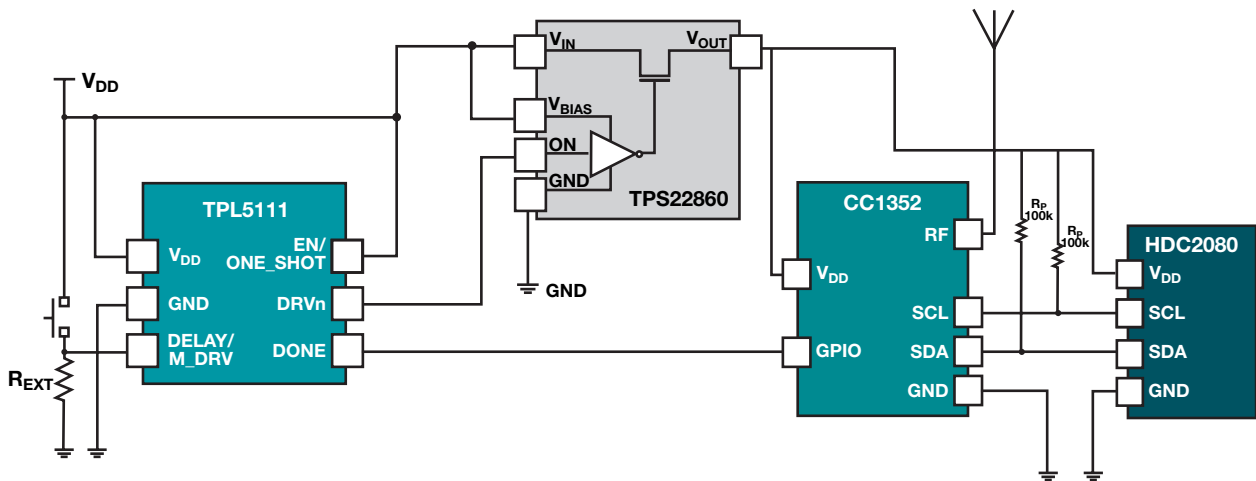 VDD
TPL5111
VDD
GND
DELAY/
M_DRV
EN/
ONE_SHOT
DRVn
DONE
REXT
VIN
VOUT
VBIAS
ON
GND
TPS22860
GND
CC1352
VDD
GPIO
RF
SCL
SDA
GND
RP
100k
RP
100k
HDC2080
VDD
SCL
SDA
GND